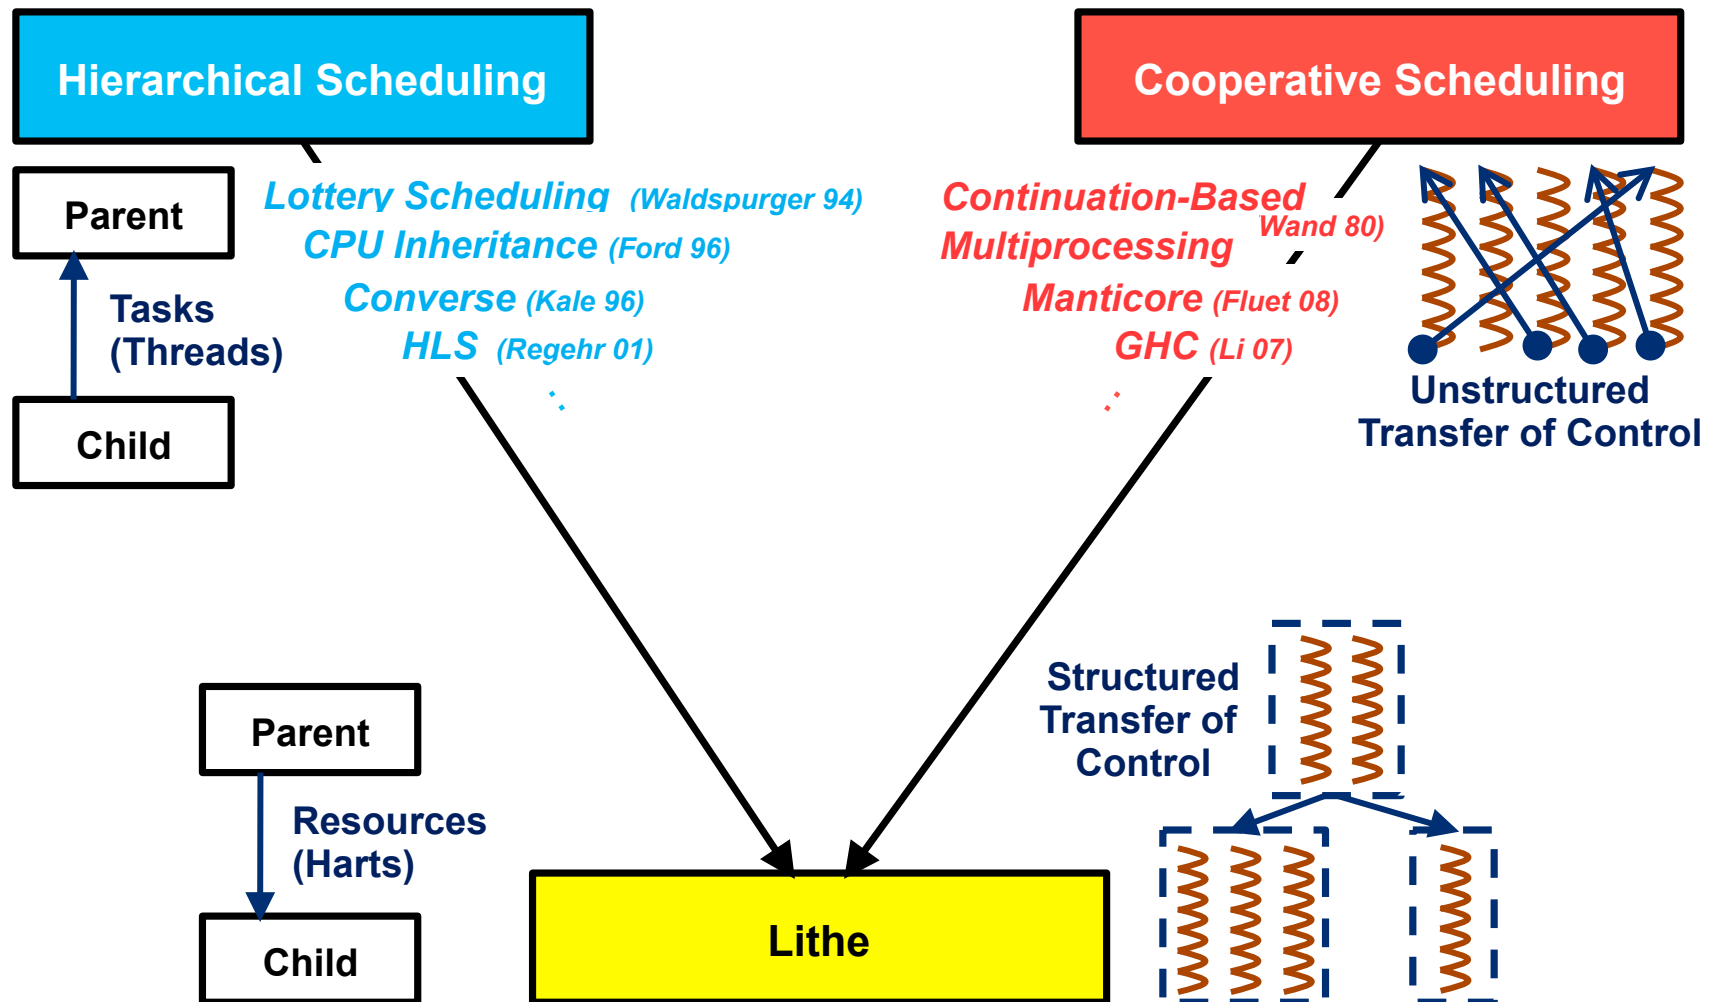 Hierarchical Scheduling
Cooperative Scheduling
Parent
Tasks
(Threads)
Child
Lottery Scheduling (Waldspurger 94)
CPU Inheritance (Ford 96)
Converse (Kale 96)
HLS (Regehr 01)
...
Continuation-Based
Multiprocessing Wand 80)
Manticore (Fluet 08)
GHC (Li 07)
...
Unstructured
Transfer of Control
Parent
Resources
(Harts)
Child
Lithe
Structured
Transfer of
Control